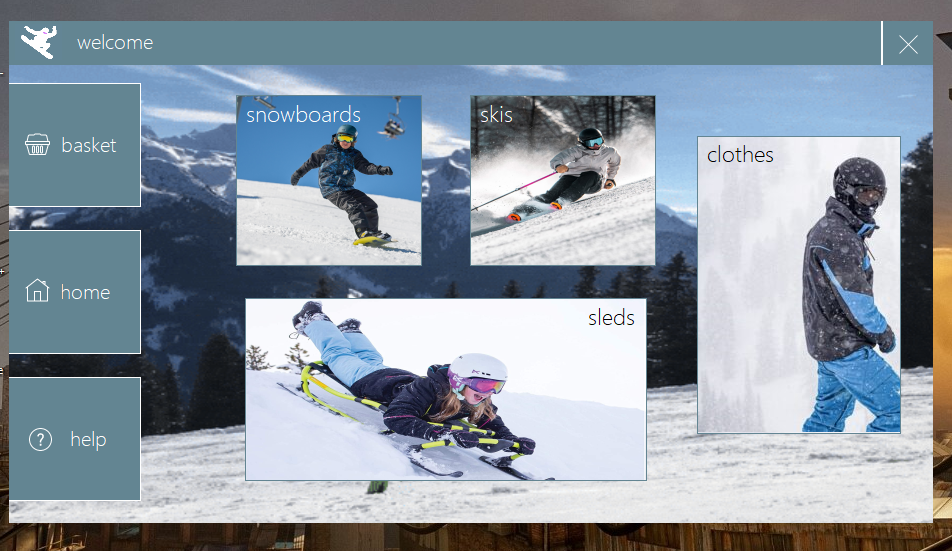 welcome
basket
home
help
snowboards
skis
clothes
sleds